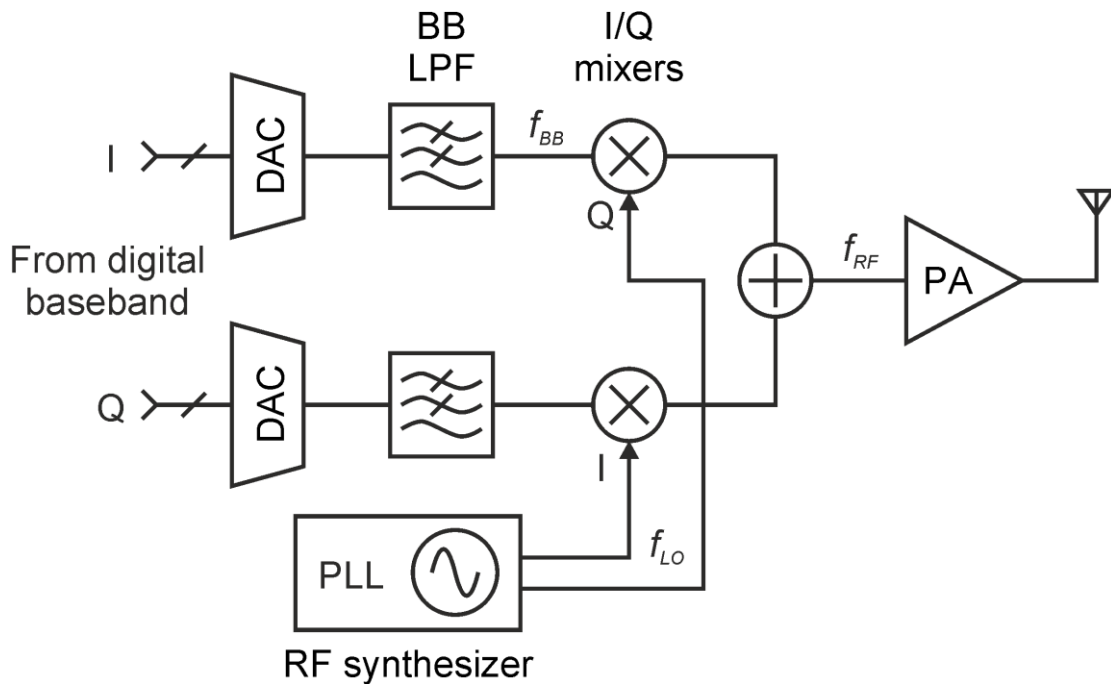 BB
LPF
I/Q
mixers
I
DAC
f_BB
Q
From digital
baseband
f_RF
PA
Q
DAC
I
f_LO
PLL
RF synthesizer